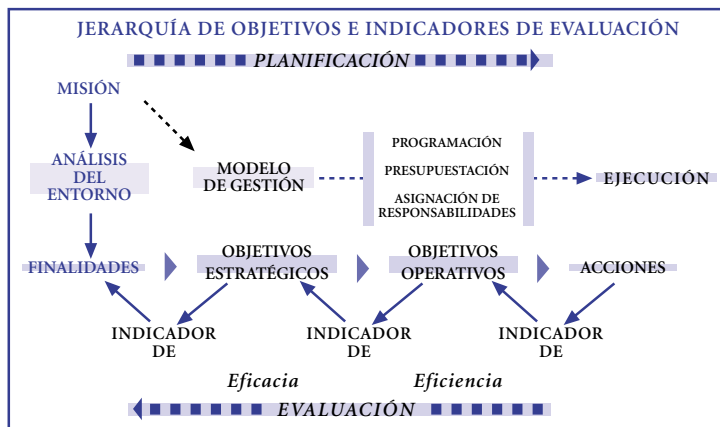 JERARQUÍA DE OBJETIVOS E INDICADORES DE EVALUACIÓN
PLANIFICACIÓN
MISIÓN
ANÁLISIS
DEL
ENTORNO
MODELO
DE GESTIÓN
PROGRAMACIÓN
PRESUPUESTACIÓN
ASIGNACIÓN DE
RESPONSABILIDADES
EJECUCIÓN
FINALIDADES
OBJETIVOS
ESTRATÉGICOS
OBJETIVOS
OPERATIVOS
ACCIONES
INDICADOR
DE
INDICADOR
DE
INDICADOR
DE
Eficacia
Eficiencia
EVALUACIÓN